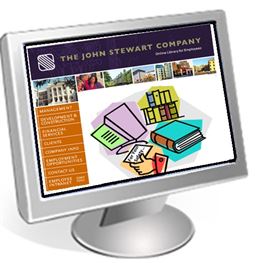 THE JOHN STEWART COMPANY
Online Library for Employees
MANAGEMENT
DEVELOPMENT &
CONSTRUCTION
FINANCIAL
SERVICES
CLIENTS
COMPANY INFO
EMPLOYMENT
OPPORTUNITIES
CONTACT US
EMPLOYEE
INTRANET